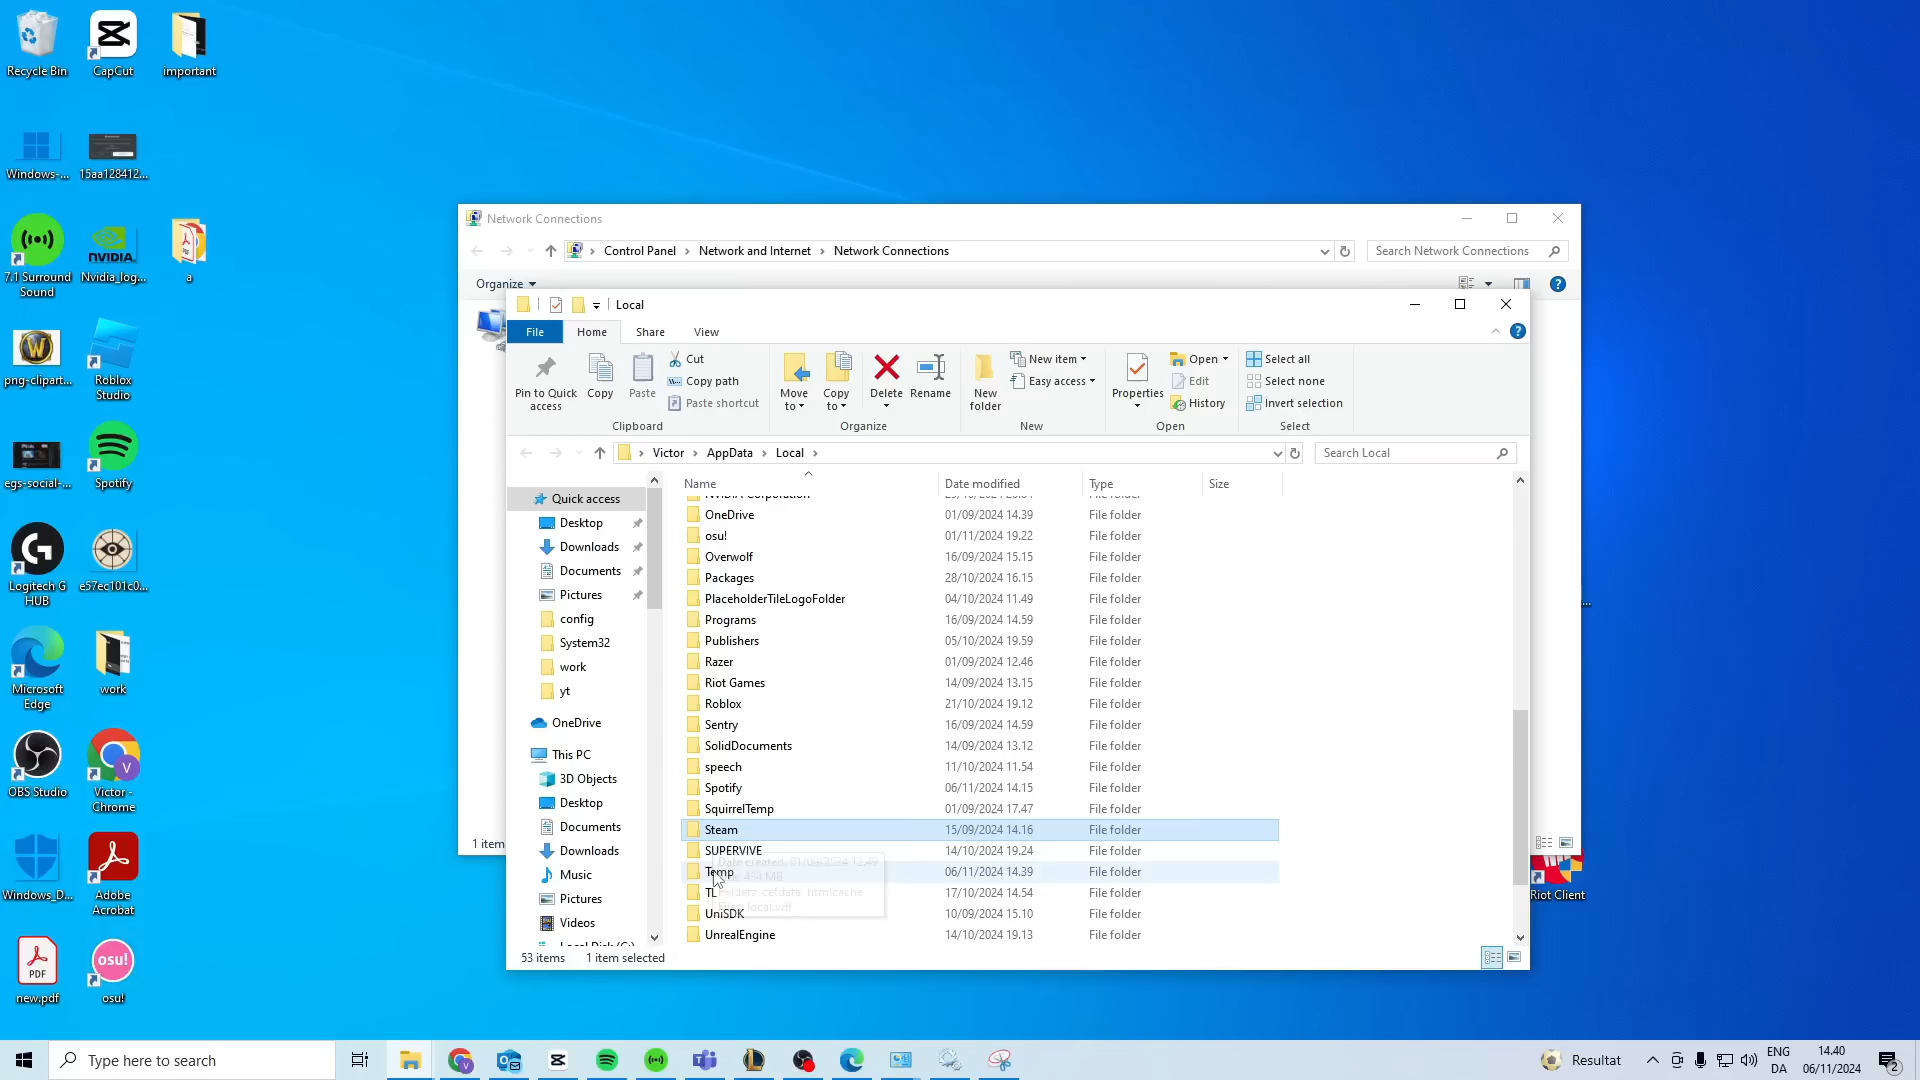 Recycle Bin
CapCut
important
Windows-...
15aa128412...
7.1 Surround
Sound
Nvidia_log...
a
png-clipart...
Roblox
Studio
egs-social-...
Spotify
Logitech G
HUB
e57ec101c0...
Microsoft
Edge
work
OBS Studio
Victor -
Chrome
Windows_D...
Adobe
Acrobat
new.pdf
osu!
Riot Client
Network Connections
Control Panel > Network and Internet > Network Connections
Search Network Connections
Organize
1 item
Local
File
Home
Share
View
Pin to Quick
access
Copy
Paste
Cut
Copy path
Paste shortcut
Clipboard
Move
to
Copy
to
Delete
Rename
Organize
New
folder
New item
Easy access
New
Properties
Open
Edit
History
Open
Select all
Select none
Invert selection
Select
Victor > AppData > Local >
Search Local
Quick access
Desktop
Downloads
Documents
Pictures
config
System32
work
yt
OneDrive
This PC
3D Objects
Desktop
Documents
Downloads
Music
Pictures
Videos
Local Disk (C:)
Name Date modified Type Size
NVIDIA Corporation
OneDrive 01/09/2024 14.39 File folder
osu! 01/11/2024 19.22 File folder
Overwolf 16/09/2024 15.15 File folder
Packages 28/10/2024 16.15 File folder
PlaceholderTileLogoFolder 04/10/2024 11.49 File folder
Programs 16/09/2024 14.59 File folder
Publishers 05/10/2024 19.59 File folder
Razer 01/09/2024 12.46 File folder
Riot Games 14/09/2024 13.15 File folder
Roblox 21/10/2024 19.12 File folder
Sentry 16/09/2024 14.59 File folder
SolidDocuments 14/09/2024 13.12 File folder
speech 11/10/2024 11.54 File folder
Spotify 06/11/2024 14.15 File folder
SquirrelTemp 01/09/2024 17.47 File folder
Steam 15/09/2024 14.16 File folder
SUPERVIVE 14/10/2024 19.24 File folder
Temp 06/11/2024 14.39 File folder
TL 17/10/2024 14.54 File folder
UniSDK 10/09/2024 15.10 File folder
UnrealEngine 14/10/2024 19.13 File folder
53 items 1 item selected
Type here to search
Resultat
ENG
DA
14.40
06/11/2024
2